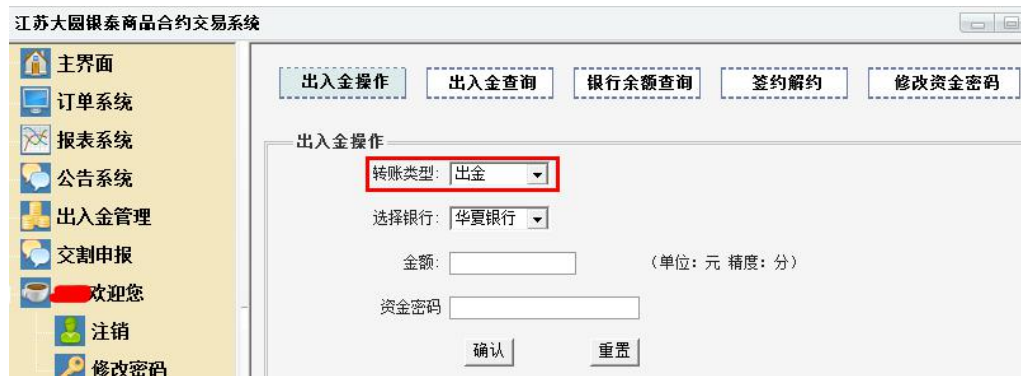 江苏大圆银泰商品合约交易系统
主界面
订单系统
报表系统
公告系统
出入金管理
交割申报
欢迎您
注销
修改密码
出入金操作 出入金查询 银行余额查询 签约解约 修改资金密码
出入金操作
转账类型: 出金
选择银行: 华夏银行
金额: (单位: 元 精度: 分)
资金密码
确认 重置